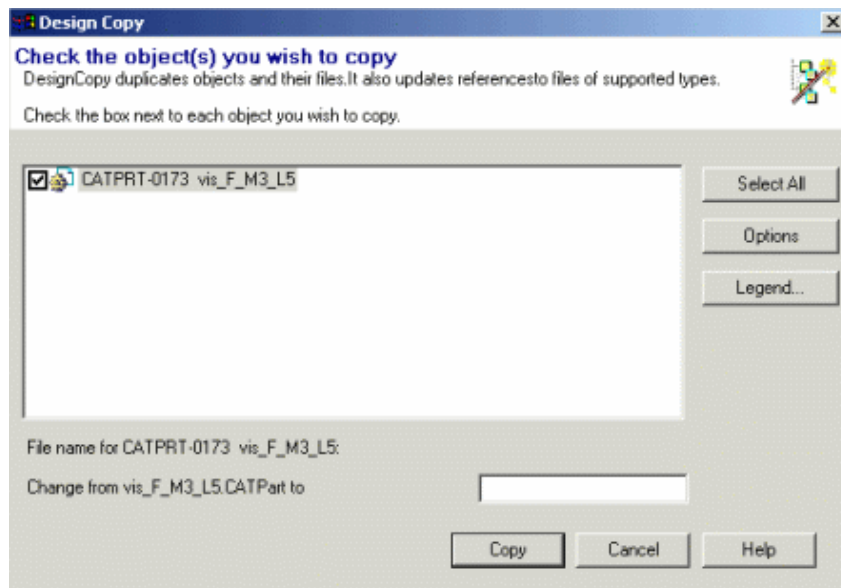 Design Copy
Check the object(s) you wish to copy
DesignCopy duplicates objects and their files.It also updates referencesto files of supported types.
Check the box next to each object you wish to copy.
CATPRT-0173 vis_F_M3_L5
Select All
Options
Legend...
File name for CATPRT-0173 vis_F_M3_L5:
Change from vis_F_M3_L5.CATPart to
Copy Cancel Help